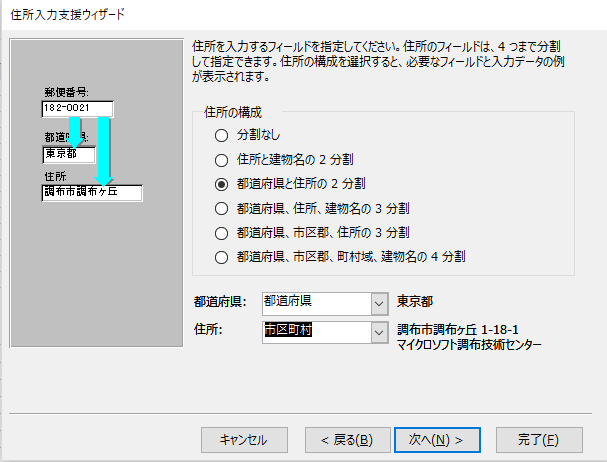 住所入力支援ウィザード
住所を入力するフィールドを指定してください。住所のフィールドは、4 つまで分割
して指定できます。住所の構成を選択すると、必要なフィールドと入力データの例
が表示されます。
郵便番号:
182-0021
都道府県:
東京都
住所:
調布市調布ヶ丘
住所の構成
分割なし
住所と建物名の 2 分割
都道府県と住所の 2 分割
都道府県、住所、建物名の 3 分割
都道府県、市区郡、住所の 3 分割
都道府県、市区郡、町村域、建物名の 4 分割
都道府県: 都道府県 東京都
住所: 市区町村 調布市調布ヶ丘 1-18-1
マイクロソフト調布技術センター
キャンセル < 戻る(B) 次へ(N) > 完了(F)